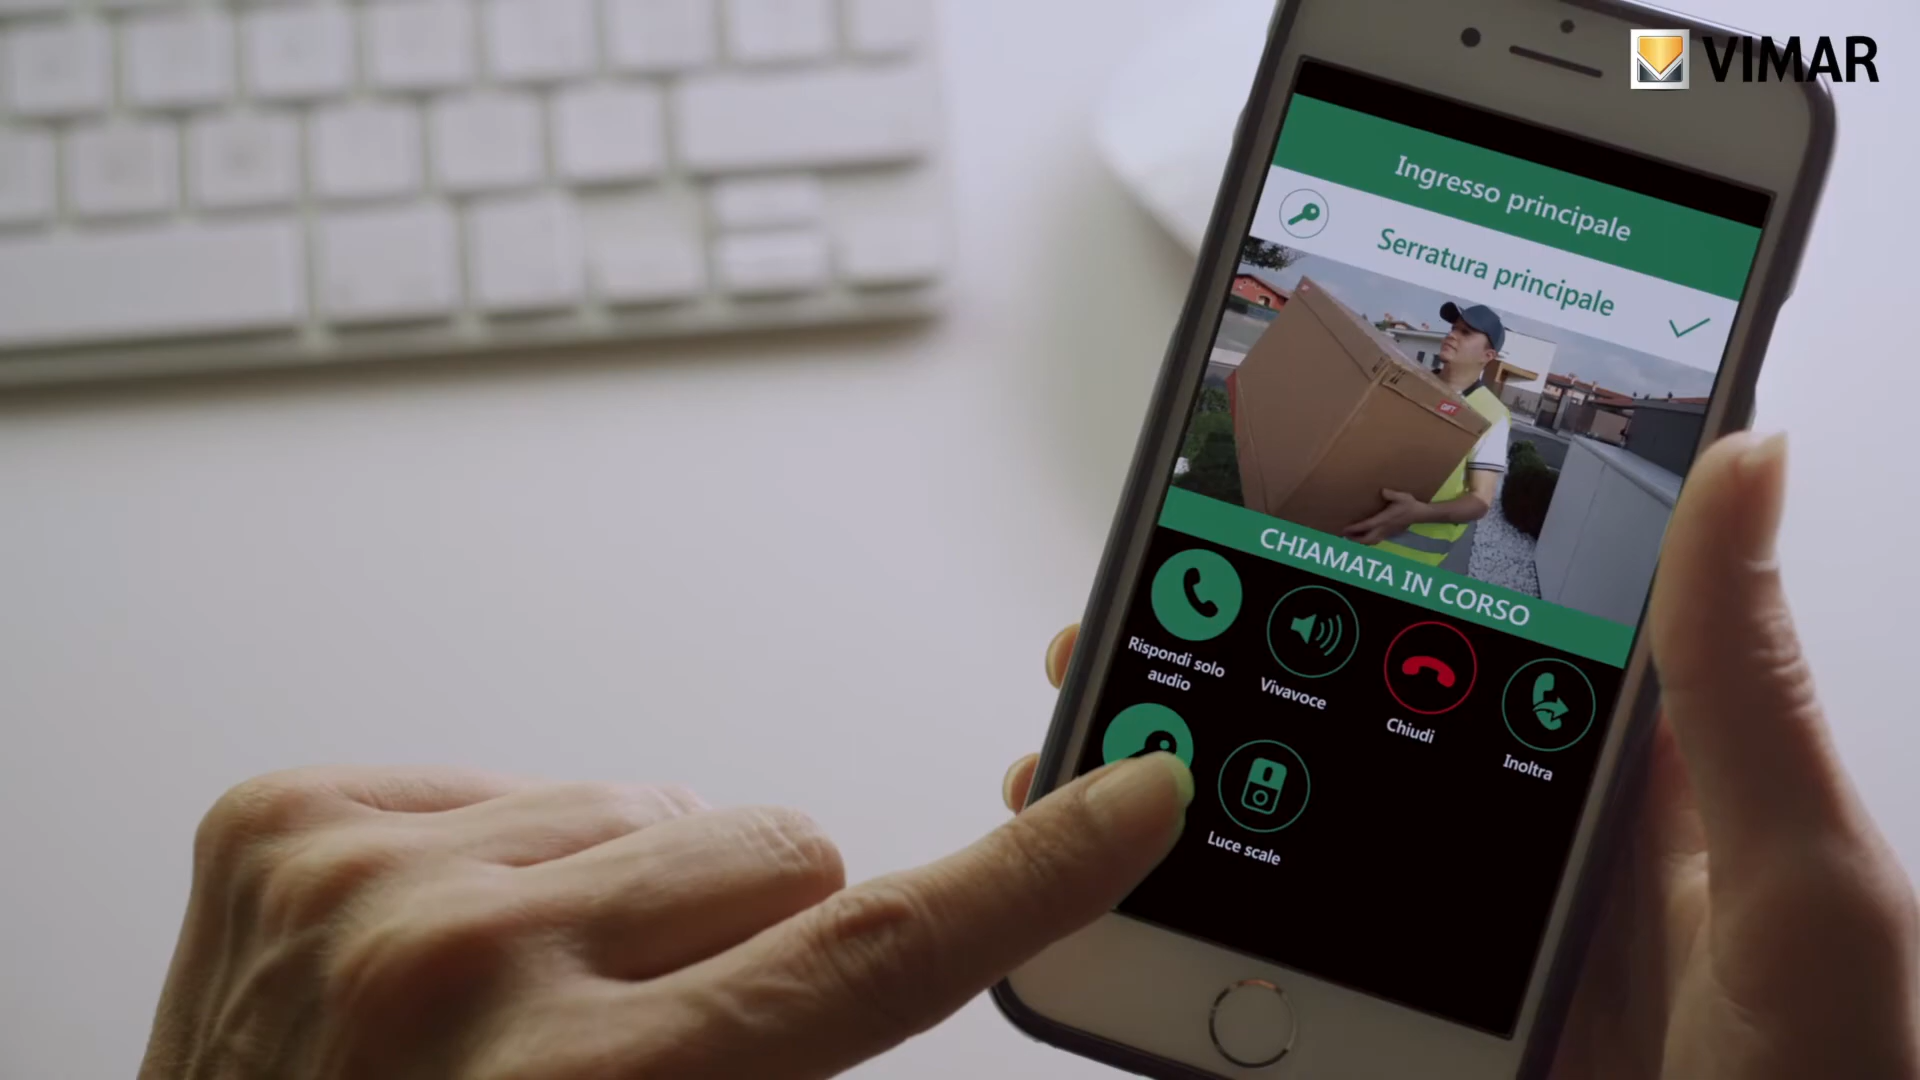 VIMAR
Ingresso principale
Serratura principale
CHIAMATA IN CORSO
Rispondi solo
audio
Vivavoce
Chiudi
Inoltra
Luce scale